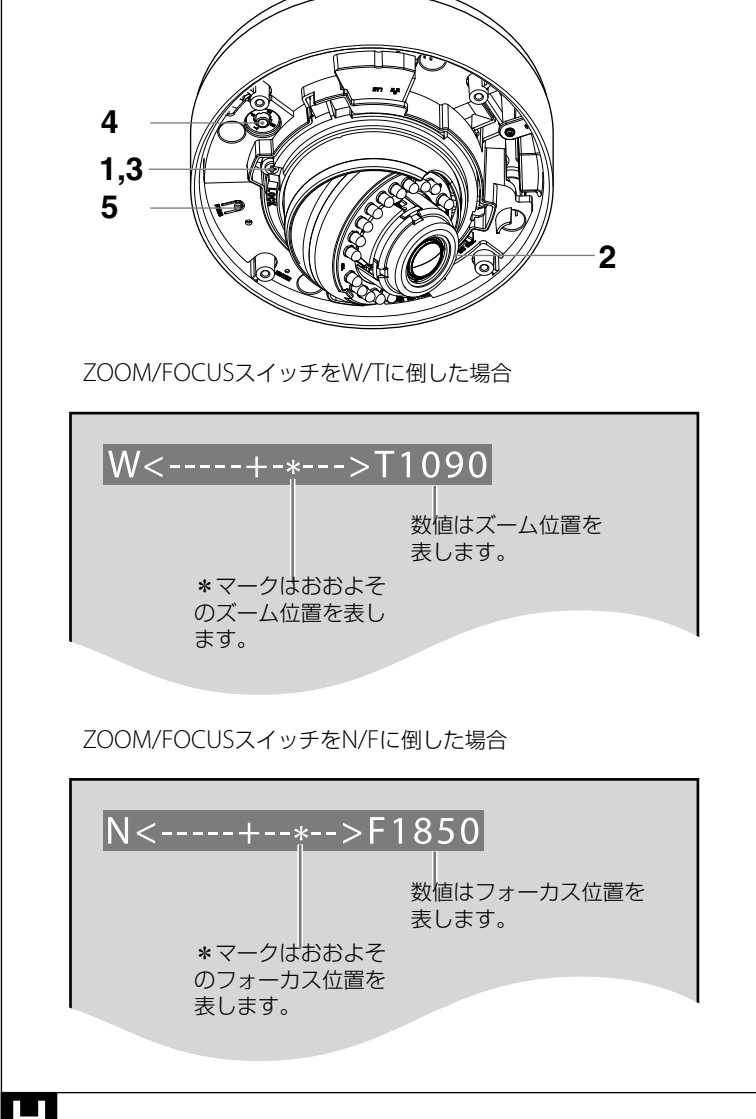 4
1,3
5
2
LOCK
ZOOM/FOCUSスイッチをW/Tに倒した場合
W<-----+-*--->T1090
数値はズーム位置を
表します。
*マークはおおよそ
のズーム位置を表し
ます。
ZOOM/FOCUSスイッチをN/Fに倒した場合
N<-----+--*-->F1850
数値はフォーカス位置を
表します。
*マークはおおよそ
のフォーカス位置を
表します。